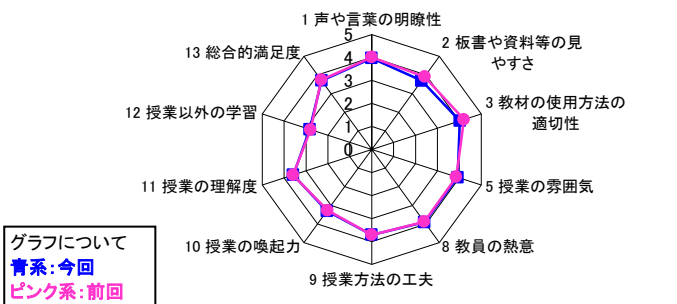 1 声や言葉の明瞭性
2 板書や資料等の見
やすさ
3 教材の使用方法の
適切性
5 授業の雰囲気
8 教員の熱意
9 授業方法の工夫
10 授業の喚起力
11 授業の理解度
12 授業以外の学習
13 総合的満足度
5
4
3
2
1
0
グラフについて
青系：今回
ピンク系：前回